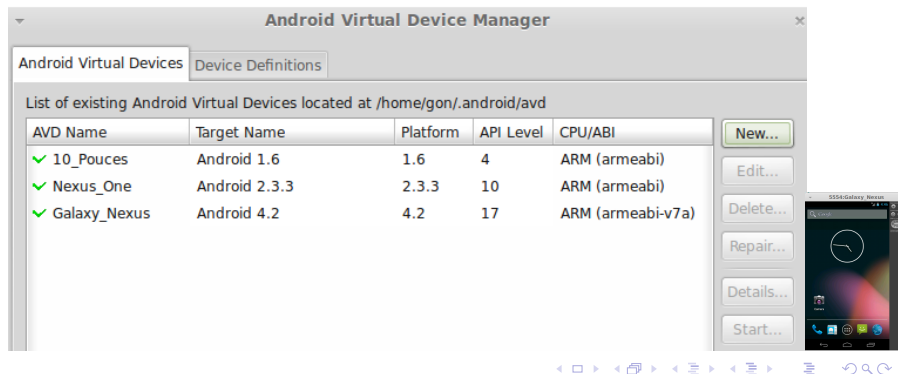 Android Virtual Device Manager
Android Virtual Devices Device Definitions
List of existing Android Virtual Devices located at /home/gon/.android/avd
AVD Name Target Name Platform API Level CPU/ABI
10_Pouces Android 1.6 1.6 4 ARM (armeabi)
Nexus_One Android 2.3.3 2.3.3 10 ARM (armeabi)
Galaxy_Nexus Android 4.2 4.2 17 ARM (armeabi-v7a)
New...
Edit...
Delete...
Repair...
Details...
Start...
5554:Galaxy_Nexus